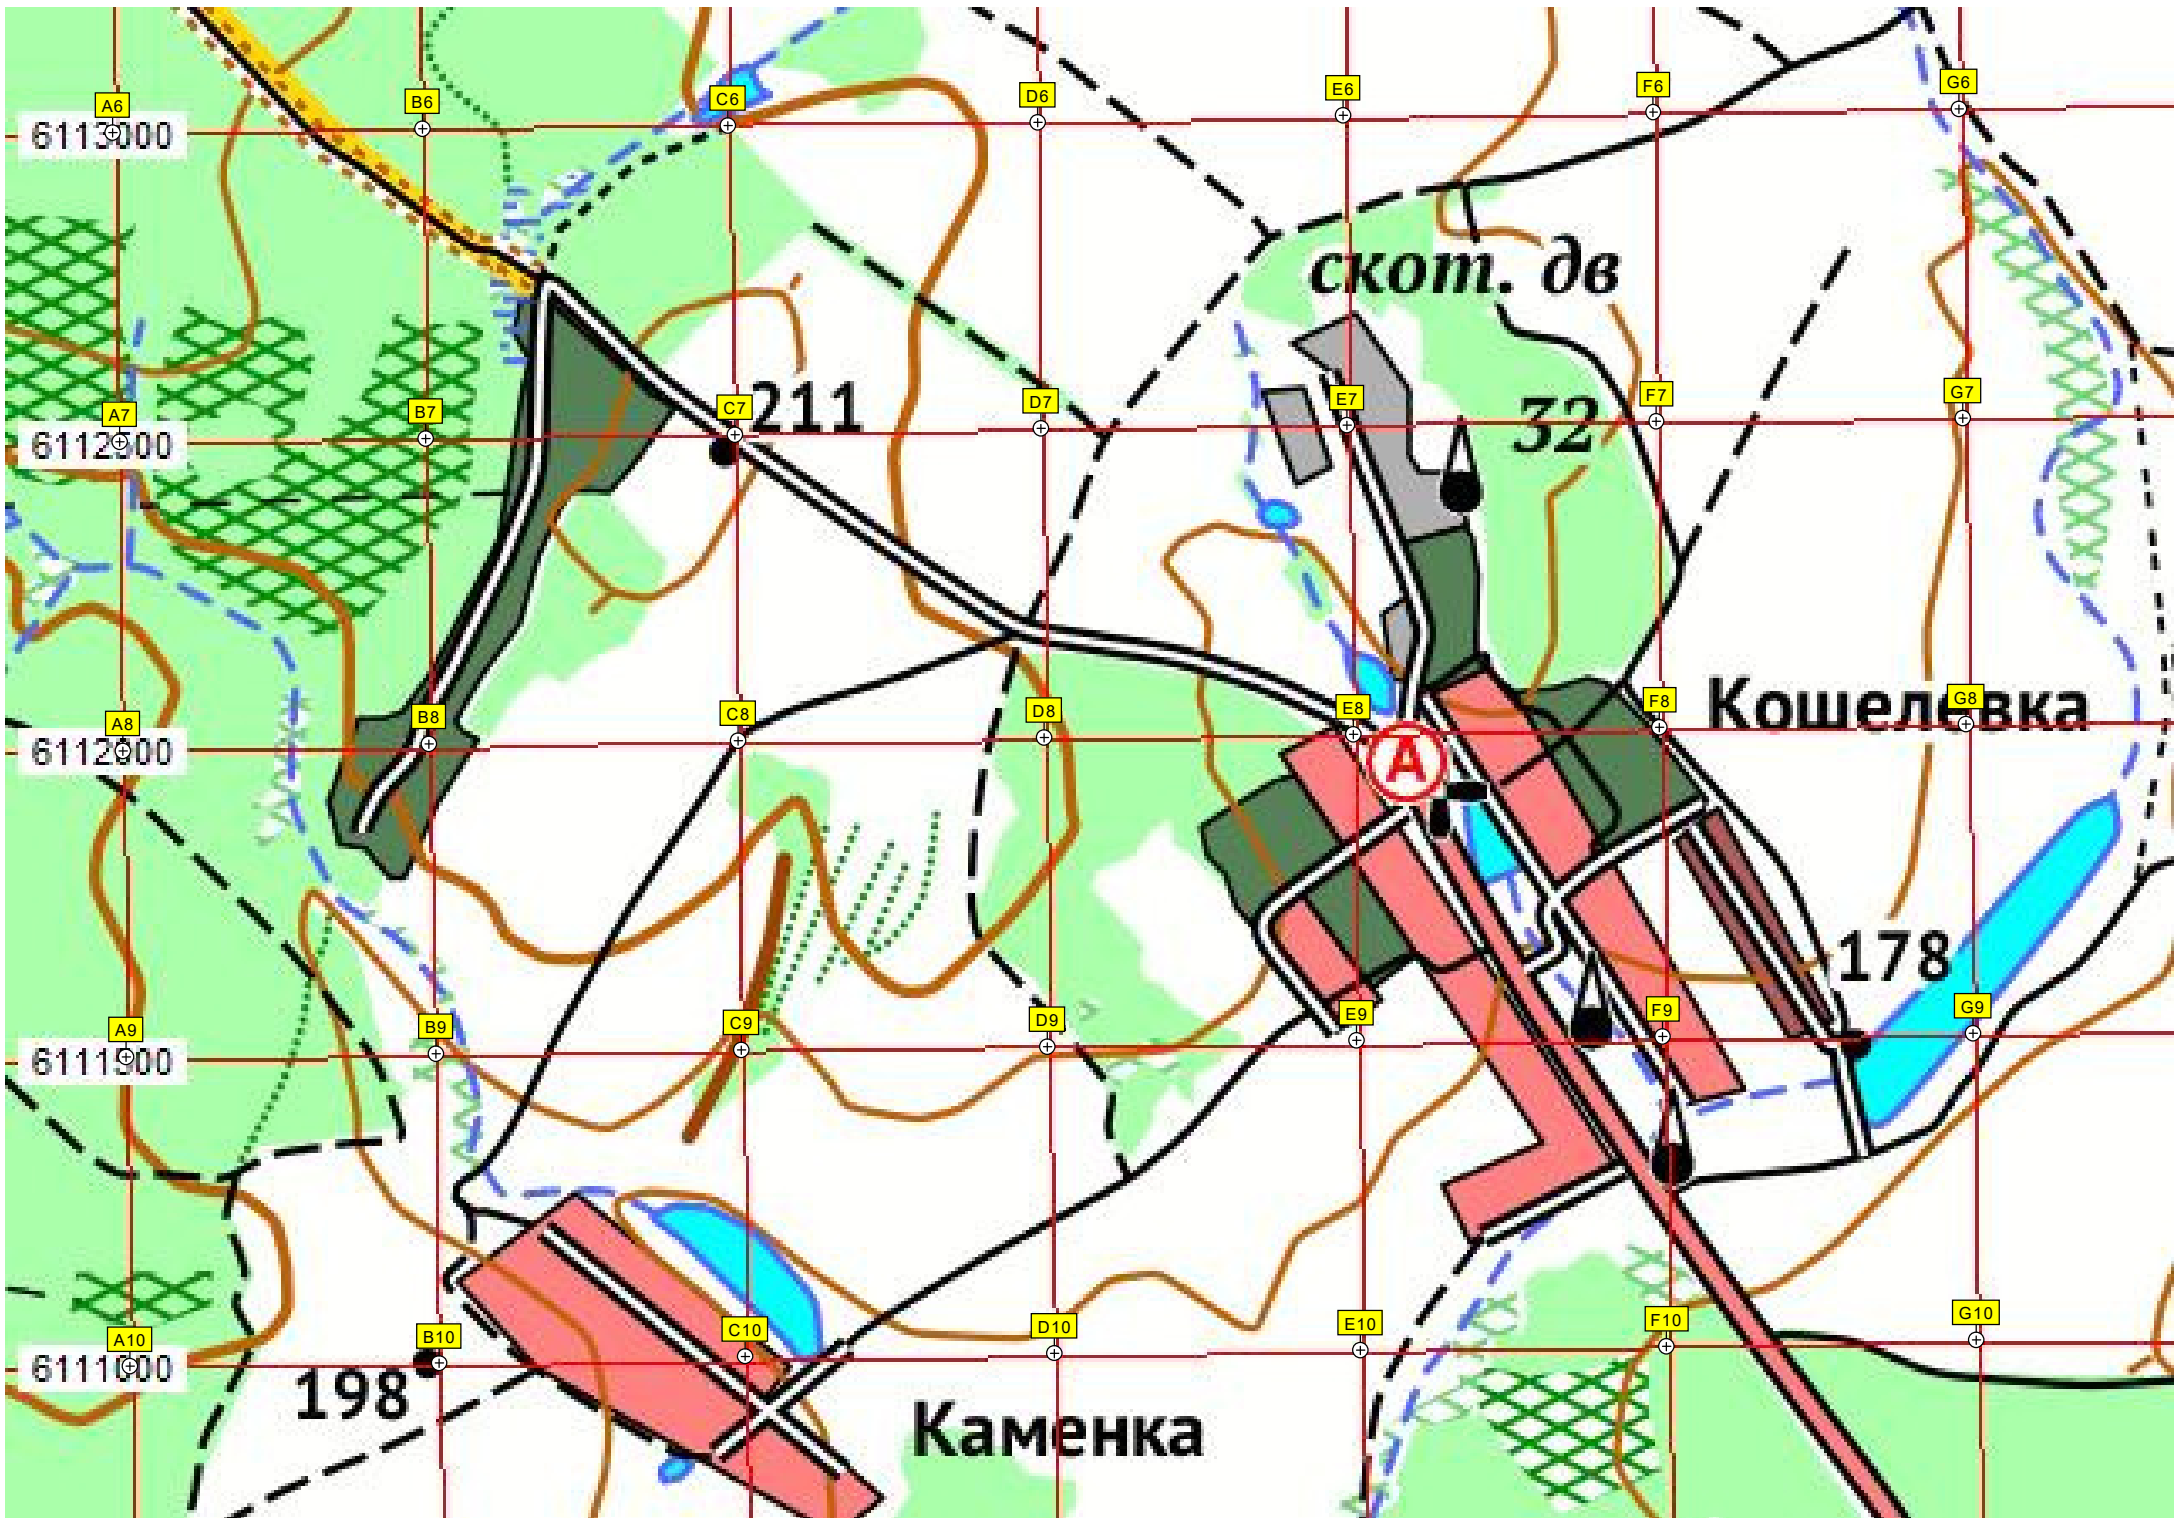 A6 B6 C6 D6 E6 F6 G6
6113000
скот. дв
A7 B7 C7 211 D7 E7 32 F7 G7
6112500
A8 B8 C8 D8 E8 F8 Кошелевка G8
6112000
А
178
A9 B9 C9 D9 E9 F9 G9
6111500
A10 B10 C10 D10 E10 F10 G10
6111000
198
Каменка